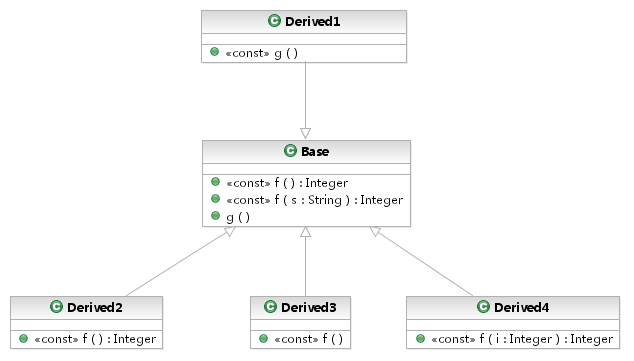 Derived1
«const» g ( )
Base
«const» f ( ) : Integer
«const» f ( s : String ) : Integer
g ( )
Derived2
Derived3
Derived4
«const» f ( ) : Integer
«const» f ( )
«const» f ( i : Integer ) : Integer